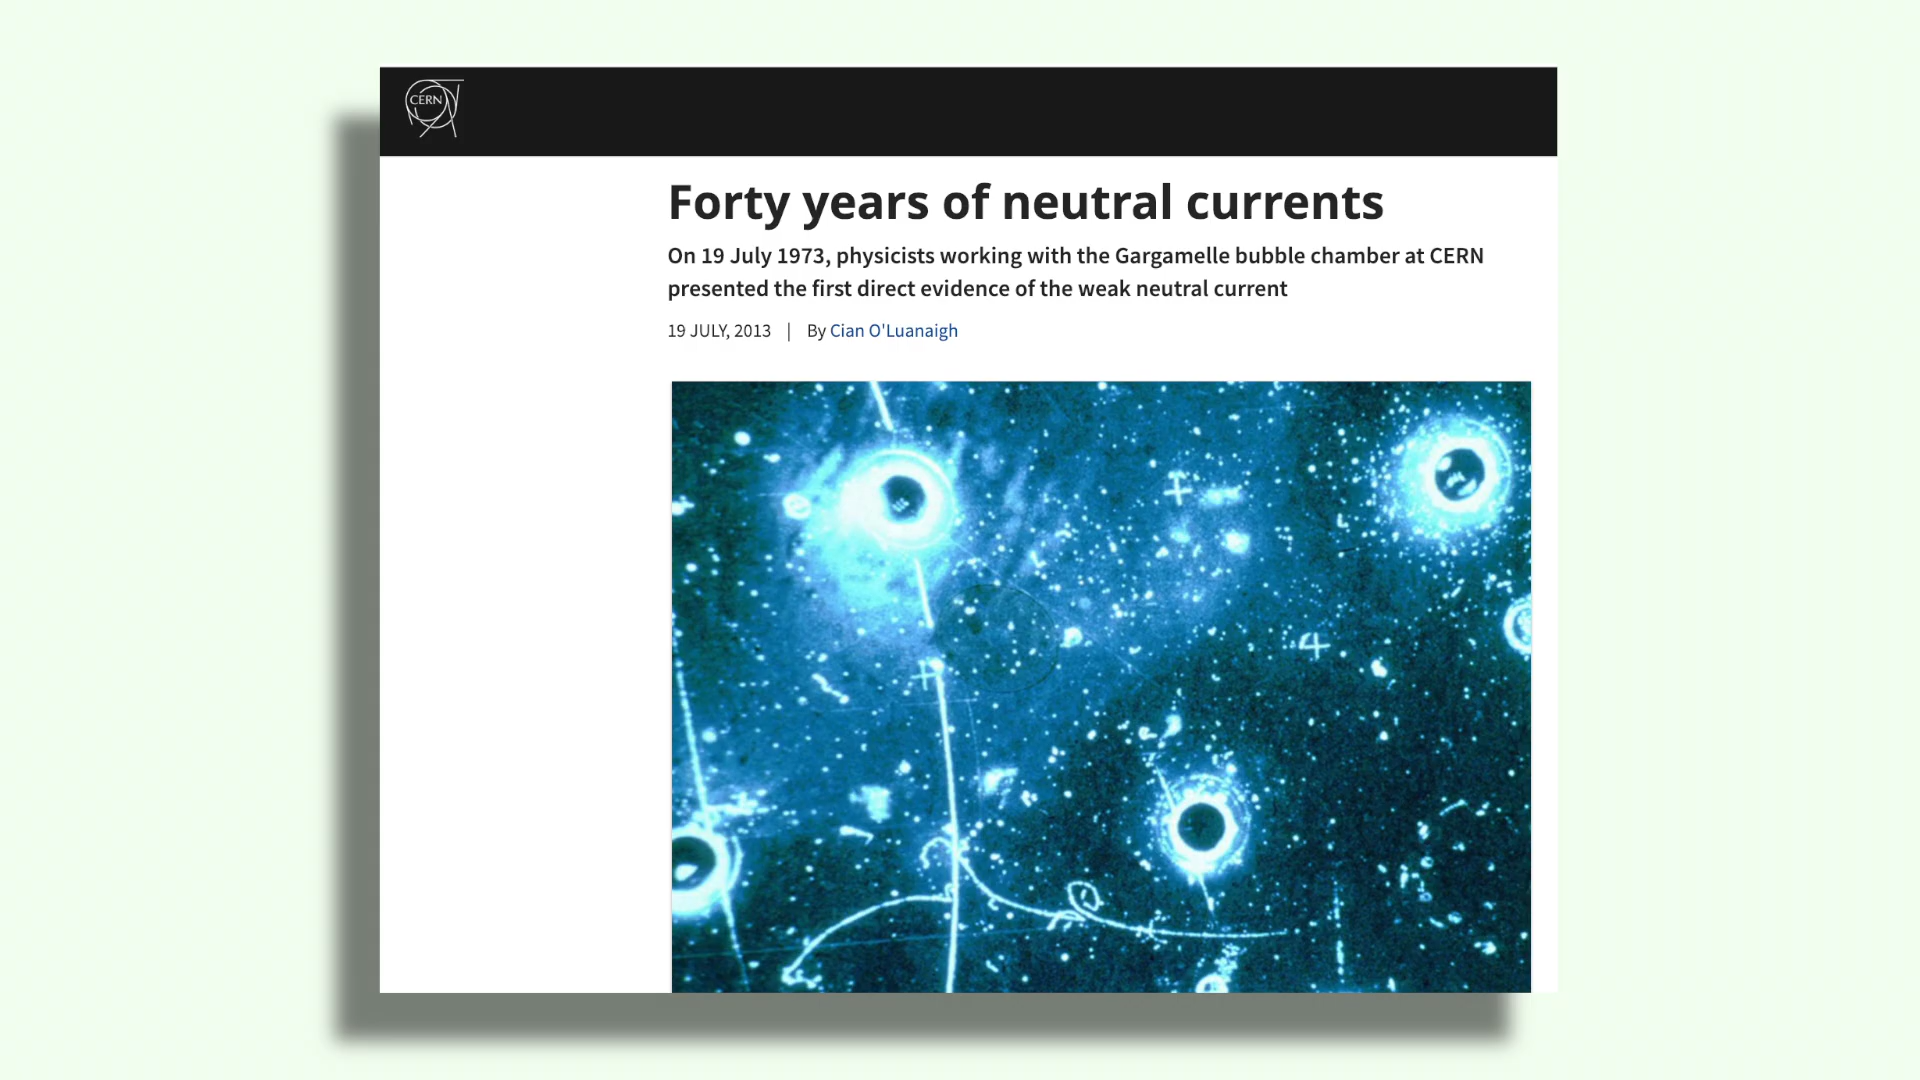 CERN
Forty years of neutral currents
On 19 July 1973, physicists working with the Gargamelle bubble chamber at CERN
presented the first direct evidence of the weak neutral current
19 JULY, 2013 | By Cian O'Luanaigh